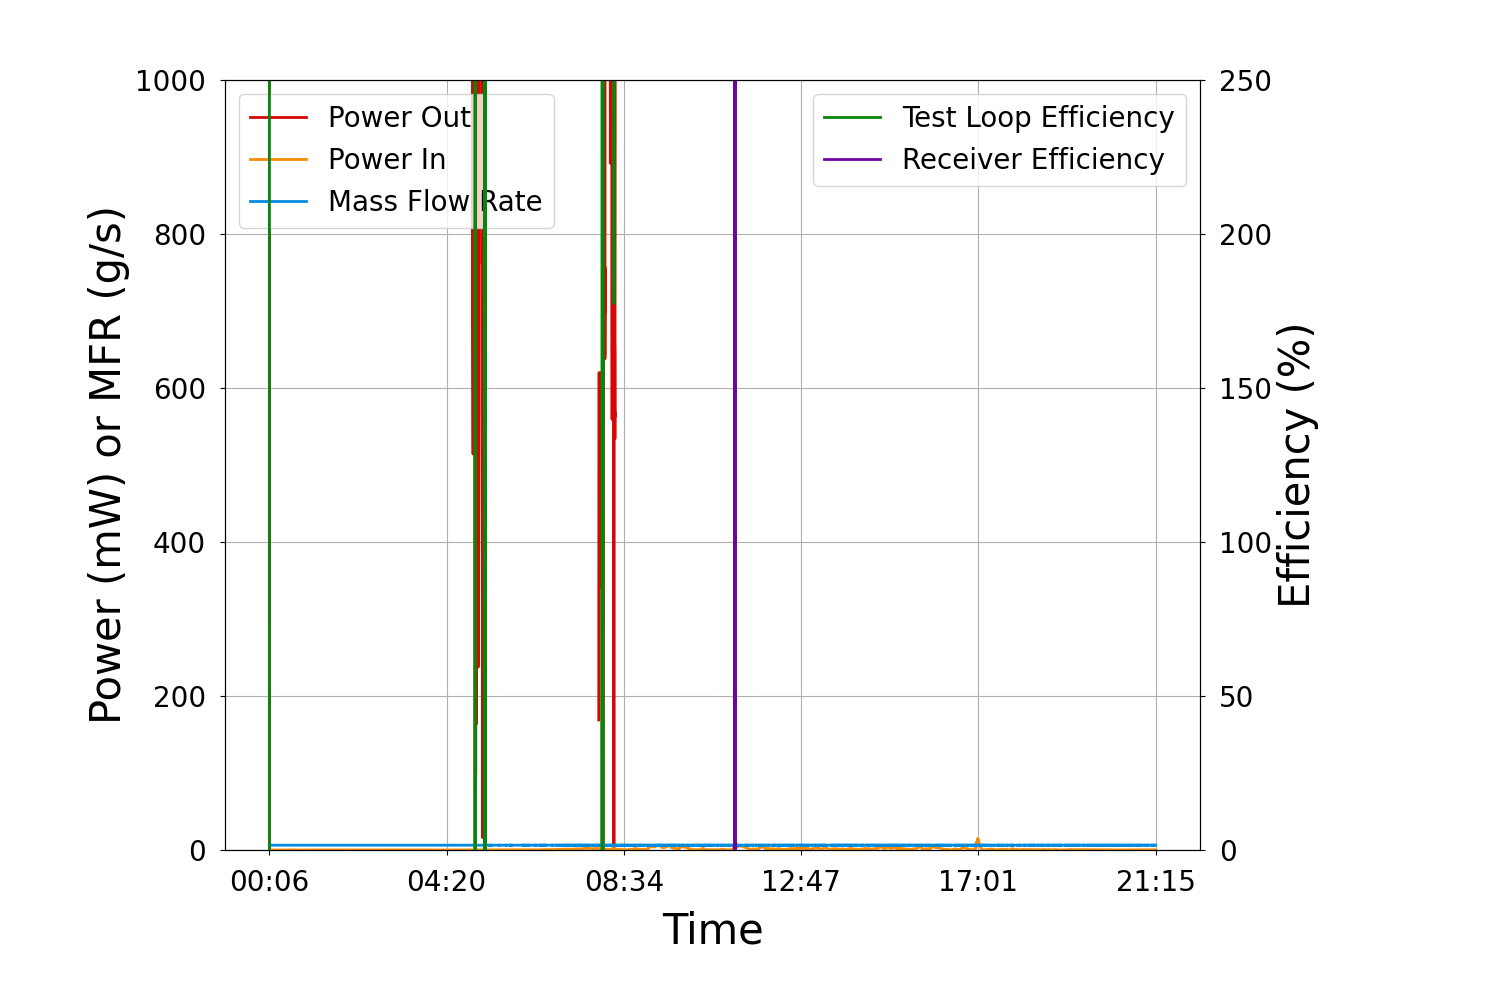 1000
800
600
400
200
0
Power (mW) or MFR (g/s)
Power Out
Power In
Mass Flow Rate
Test Loop Efficiency
Receiver Efficiency
250
200
150
100
50
0
Efficiency (%)
00:06 04:20 08:34 12:47 17:01 21:15
Time